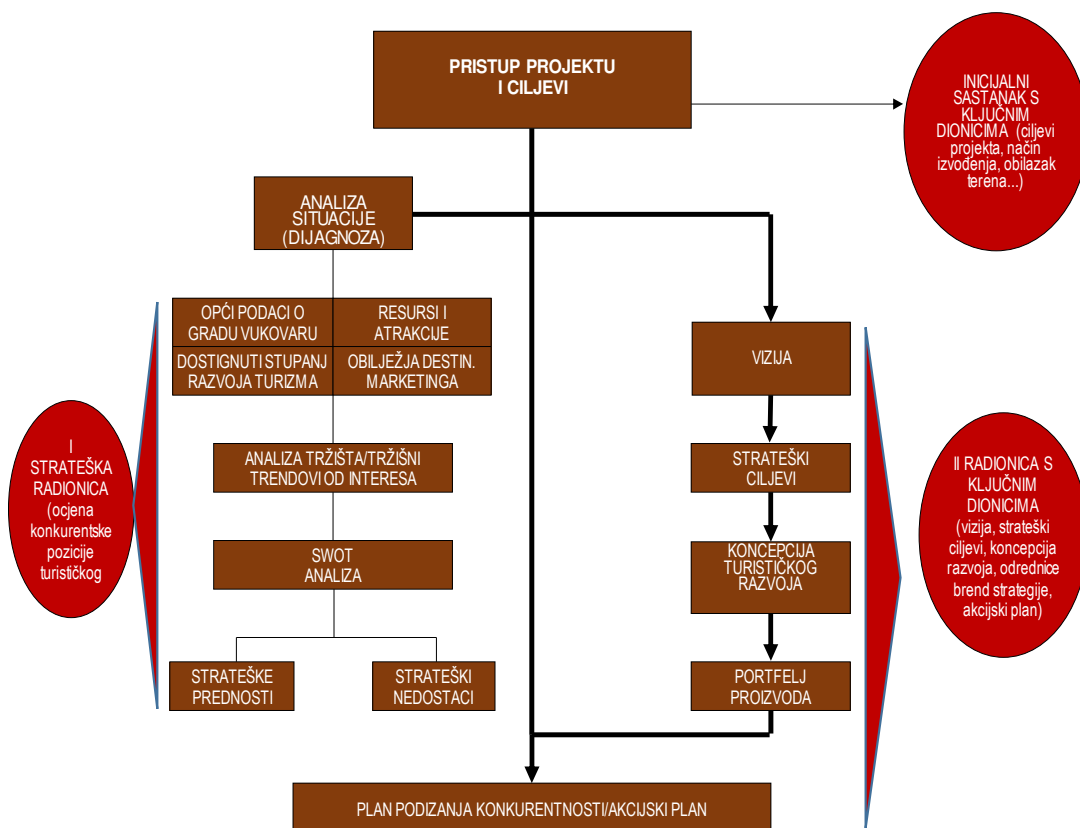 PRISTUP PROJEKTU
I CILJEVI
INICIJALNI
SASTANAK S
KLJUČNIM
DIONICIMA (ciljevi
projekta, način
izvođenja, obilazak
terena...)
ANALIZA
SITUACIJE
(DIJAGNOZA)
OPĆI PODACI O
GRADU VUKOVARU
RESURSI I
ATRAKCIJE
DOSTIGNUTI STUPANJ
RAZVOJA TURIZMA
OBILJEŽJA DESTIN.
MARKETINGA
ANALIZA TRŽIŠTA/TRŽIŠNI
TRENDOVI OD INTERESA
SWOT
ANALIZA
STRATEŠKE
PREDNOSTI
STRATEŠKI
NEDOSTACI
I
STRATEŠKA
RADIONICA
(ocjena
konkurentske
pozicije
turističkog
VIZIJA
STRATEŠKI
CILJEVI
KONCEPCIJA
TURISTIČKOG
RAZVOJA
PORTFELJ
PROIZVODA
II RADIONICA S
KLJUČNIM
DIONICIMA
(vizija, strateški
ciljevi, koncepcija
razvoja, odrednice
brend strategije,
akcijski plan)
PLAN PODIZANJA KONKURENTNOSTI/AKCIJSKI PLAN